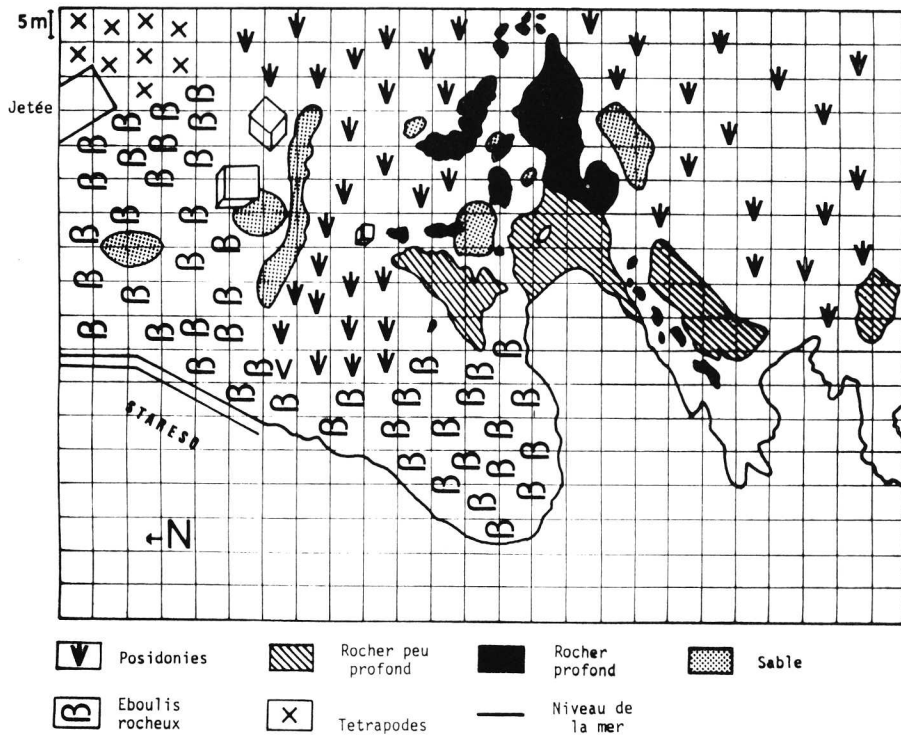 5m
Jetée
STARESO
N
Posidonies
Rocher peu
profond
Rocher
profond
Sable
Eboulis
rocheux
Tetrapodes
Niveau de
la mer